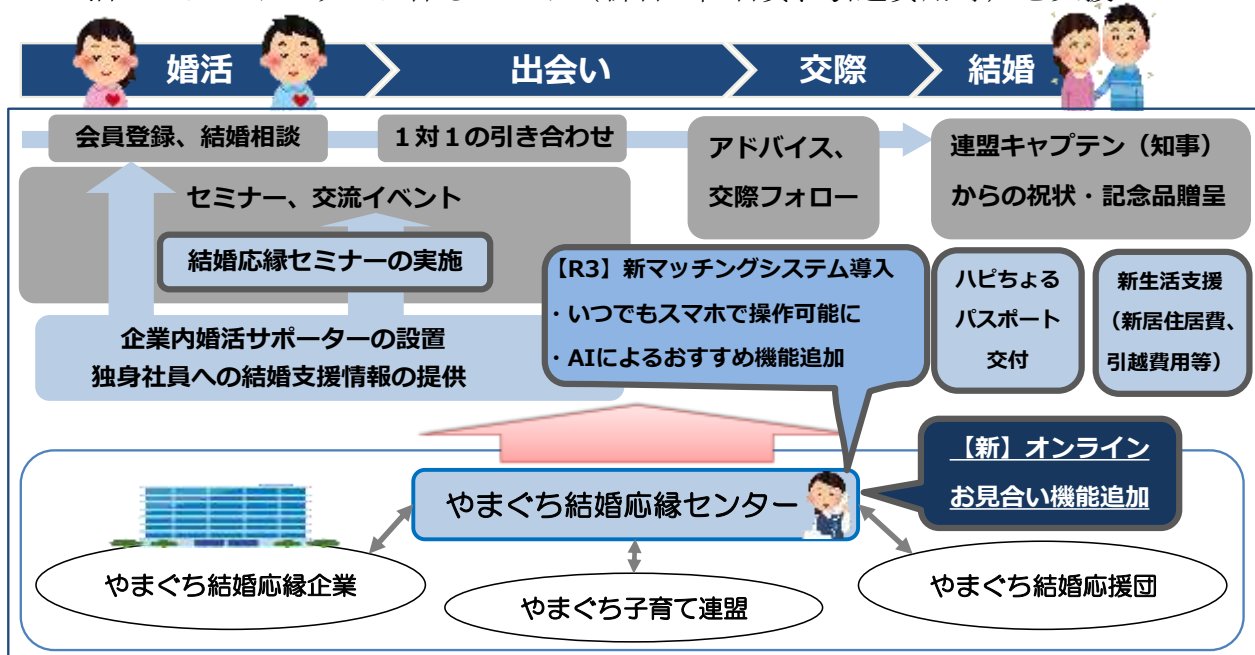 婚活
出会い
交際
結婚
会員登録、結婚相談
１対１の引き合わせ
アドバイス、
交際フォロー
連盟キャプテン（知事）
からの祝状・記念品贈呈
セミナー、交流イベント
結婚応縁セミナーの実施
企業内婚活サポーターの設置
独身社員への結婚支援情報の提供
【R3】新マッチングシステム導入
・いつでもスマホで操作可能に
・AIによるおすすめ機能追加
ハピちょる
パスポート
交付
新生活支援
（新居住居費、
引越費用等）
【新】オンライン
お見合い機能追加
やまぐち結婚応縁センター
やまぐち結婚応縁企業
やまぐち子育て連盟
やまぐち結婚応援団